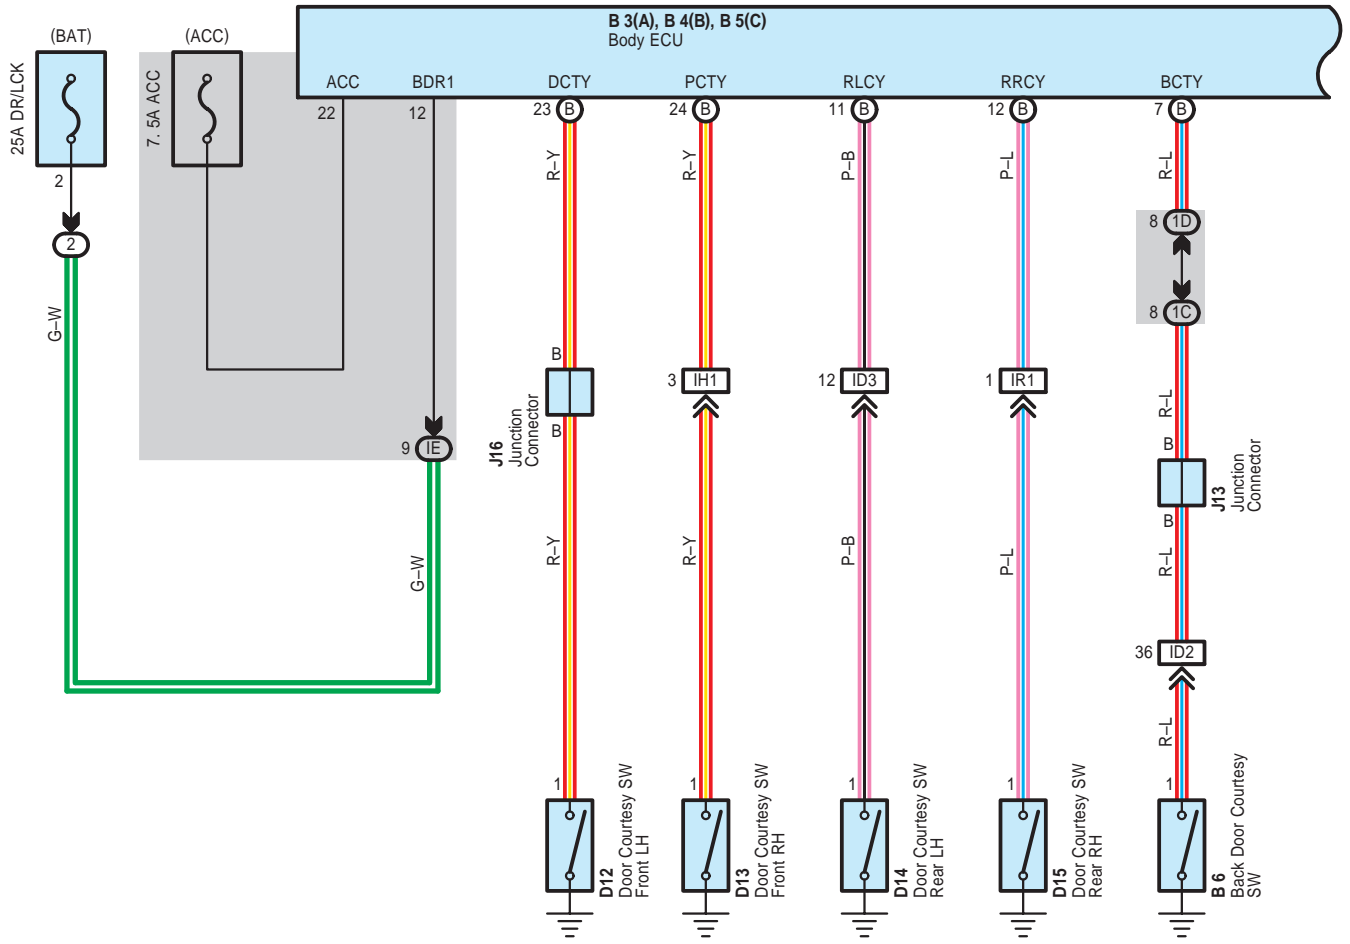 B 3(A), B 4(B), B 5(C)
Body ECU
(BAT)
(ACC)
25A DR/LCK
7. 5A ACC
ACC
BDR1
DCTY
PCTY
RLCY
RRCY
BCTY
22
12
23 B
24 B
11 B
12 B
7 B
R–Y
R–Y
P–B
P–L
R–L
2
2
8 1D
8 1C
G–W
B
B
J16
Junction
Connector
3 IH1
12 ID3
1 IR1
R–L
9 IE
B
B
J13
Junction
Connector
G–W
R–Y
R–Y
P–B
P–L
R–L
36 ID2
R–L
1
1
1
1
1
D12
Door Courtesy SW
Front LH
D13
Door Courtesy SW
Front RH
D14
Door Courtesy SW
Rear LH
D15
Door Courtesy SW
Rear RH
B 6
Back Door Courtesy
SW